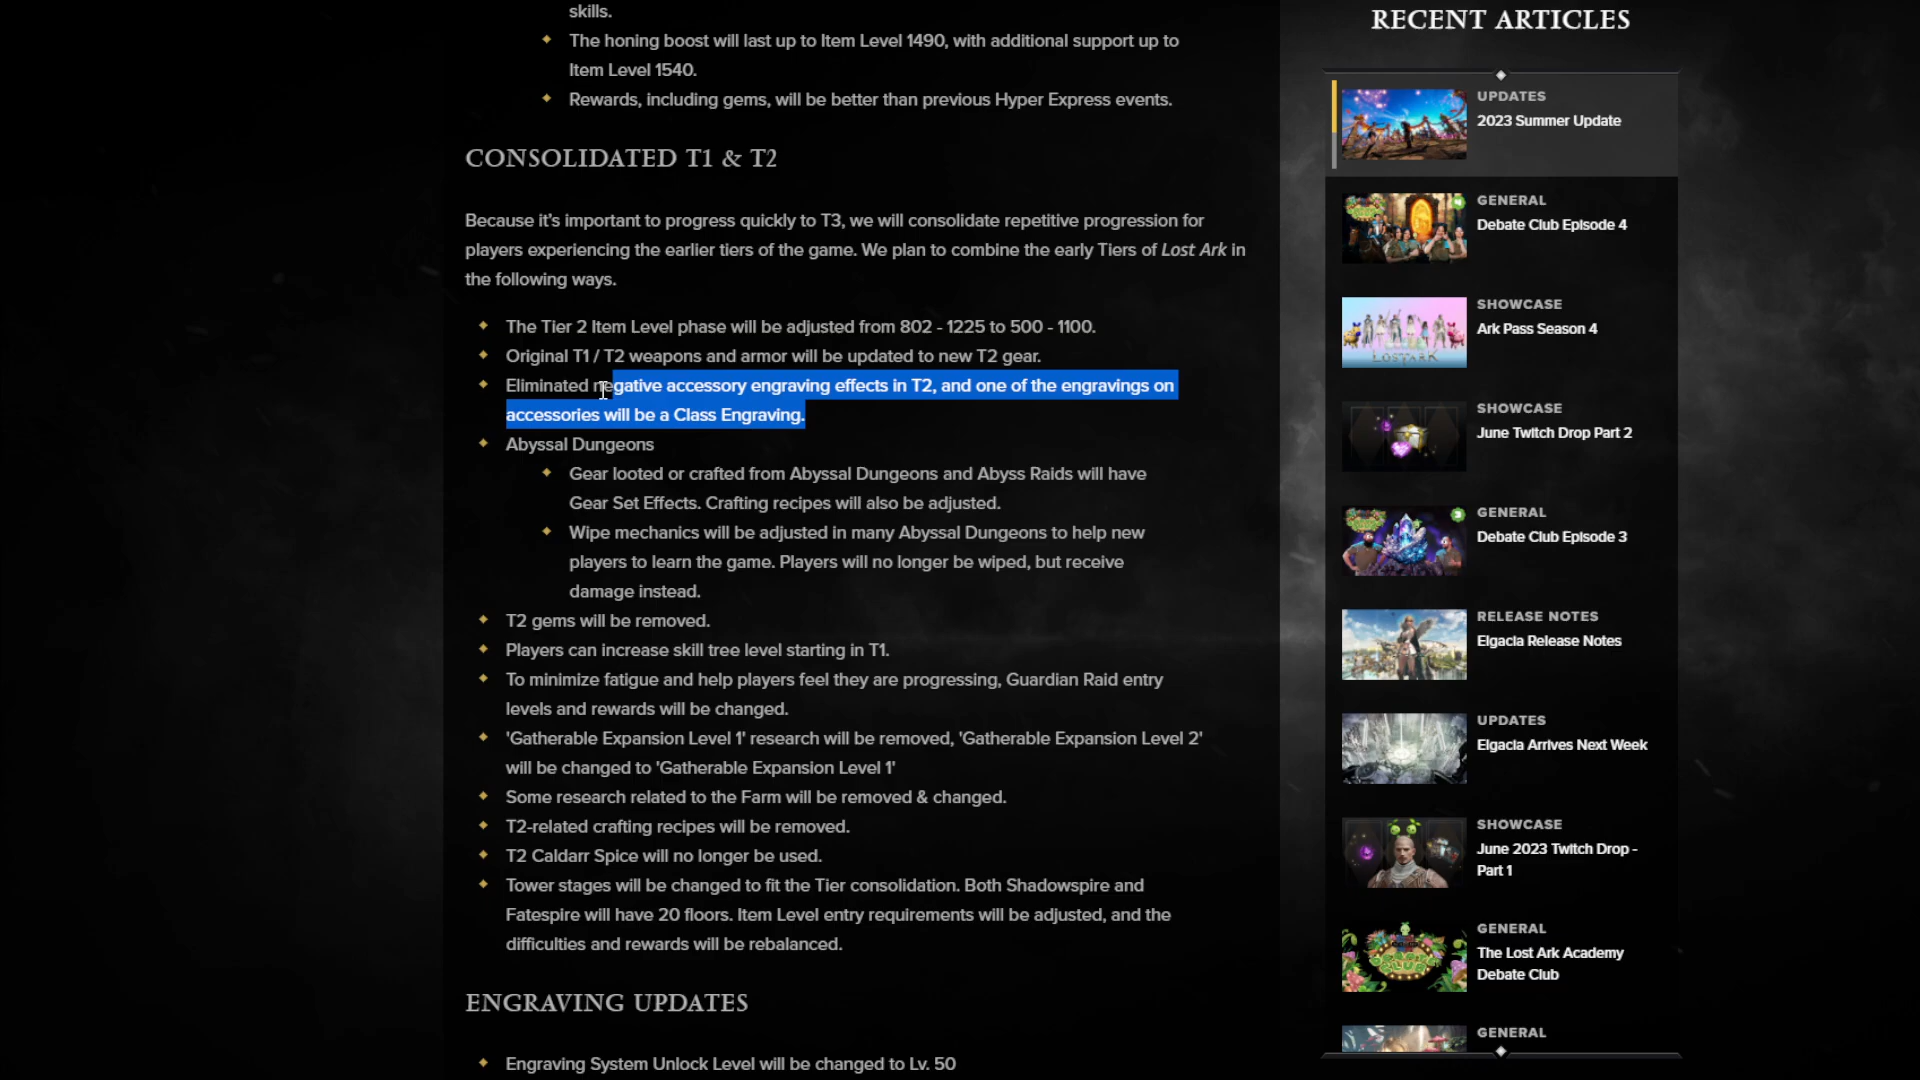 skills.
The honing boost will last up to Item Level 1490, with additional support up to
Item Level 1540.
Rewards, including gems, will be better than previous Hyper Express events.
CONSOLIDATED T1 & T2
Because it's important to progress quickly to T3, we will consolidate repetitive progression for
players experiencing the earlier tiers of the game. We plan to combine the early Tiers of Lost Ark in
the following ways.
The Tier 2 Item Level phase will be adjusted from 802 - 1225 to 500 - 1100.
Original T1 / T2 weapons and armor will be updated to new T2 gear.
Eliminated negative accessory engraving effects in T2, and one of the engravings on
accessories will be a Class Engraving.
Abyssal Dungeons
Gear looted or crafted from Abyssal Dungeons and Abyss Raids will have
Gear Set Effects. Crafting recipes will also be adjusted.
Wipe mechanics will be adjusted in many Abyssal Dungeons to help new
players to learn the game. Players will no longer be wiped, but receive
damage instead.
T2 gems will be removed.
Players can increase skill tree level starting in T1.
To minimize fatigue and help players feel they are progressing, Guardian Raid entry
levels and rewards will be changed.
'Gatherable Expansion Level 1' research will be removed, 'Gatherable Expansion Level 2'
will be changed to 'Gatherable Expansion Level 1'
Some research related to the Farm will be removed & changed.
T2-related crafting recipes will be removed.
T2 Caldarr Spice will no longer be used.
Tower stages will be changed to fit the Tier consolidation. Both Shadowspire and
Fatespire will have 20 floors. Item Level entry requirements will be adjusted, and the
difficulties and rewards will be rebalanced.
ENGRAVING UPDATES
Engraving System Unlock Level will be changed to Lv. 50
RECENT ARTICLES
UPDATES
2023 Summer Update
GENERAL
Debate Club Episode 4
SHOWCASE
Ark Pass Season 4
LOST ARK
SHOWCASE
June Twitch Drop Part 2
GENERAL
Debate Club Episode 3
RELEASE NOTES
Elgacia Release Notes
UPDATES
Elgacia Arrives Next Week
SHOWCASE
June 2023 Twitch Drop -
Part 1
GENERAL
The Lost Ark Academy
Debate Club
GENERAL